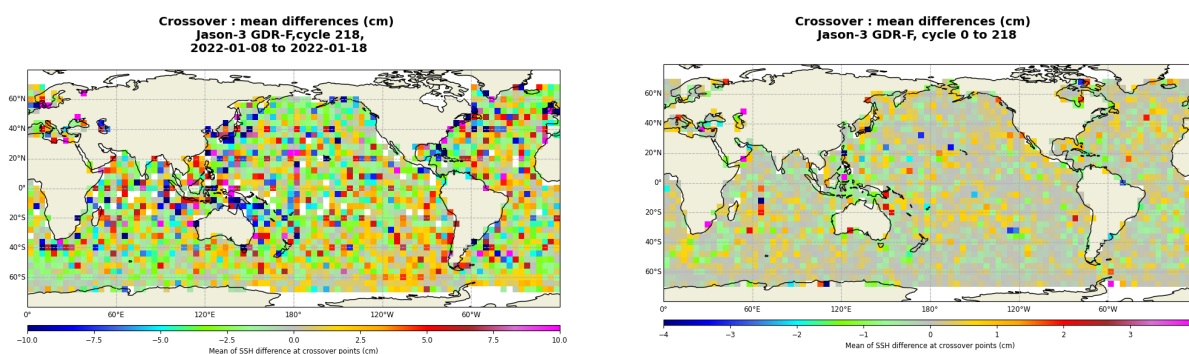 Crossover : mean differences (cm)
Jason-3 GDR-F,cycle 218,
2022-01-08 to 2022-01-18
60°N
40°N
20°N
0°
20°S
40°S
60°S
0° 60°E 120°E 180° 120°W 60°W
−10.0 −7.5 −5.0 −2.5 0.0 2.5 5.0 7.5 10.0
Mean of SSH difference at crossover points (cm)
Crossover : mean differences (cm)
Jason-3 GDR-F, cycle 0 to 218
60°N
40°N
20°N
0°
20°S
40°S
60°S
0° 60°E 120°E 180° 120°W 60°W
−4 −3 −2 −1 0 1 2 3
Mean of SSH difference at crossover points (cm)